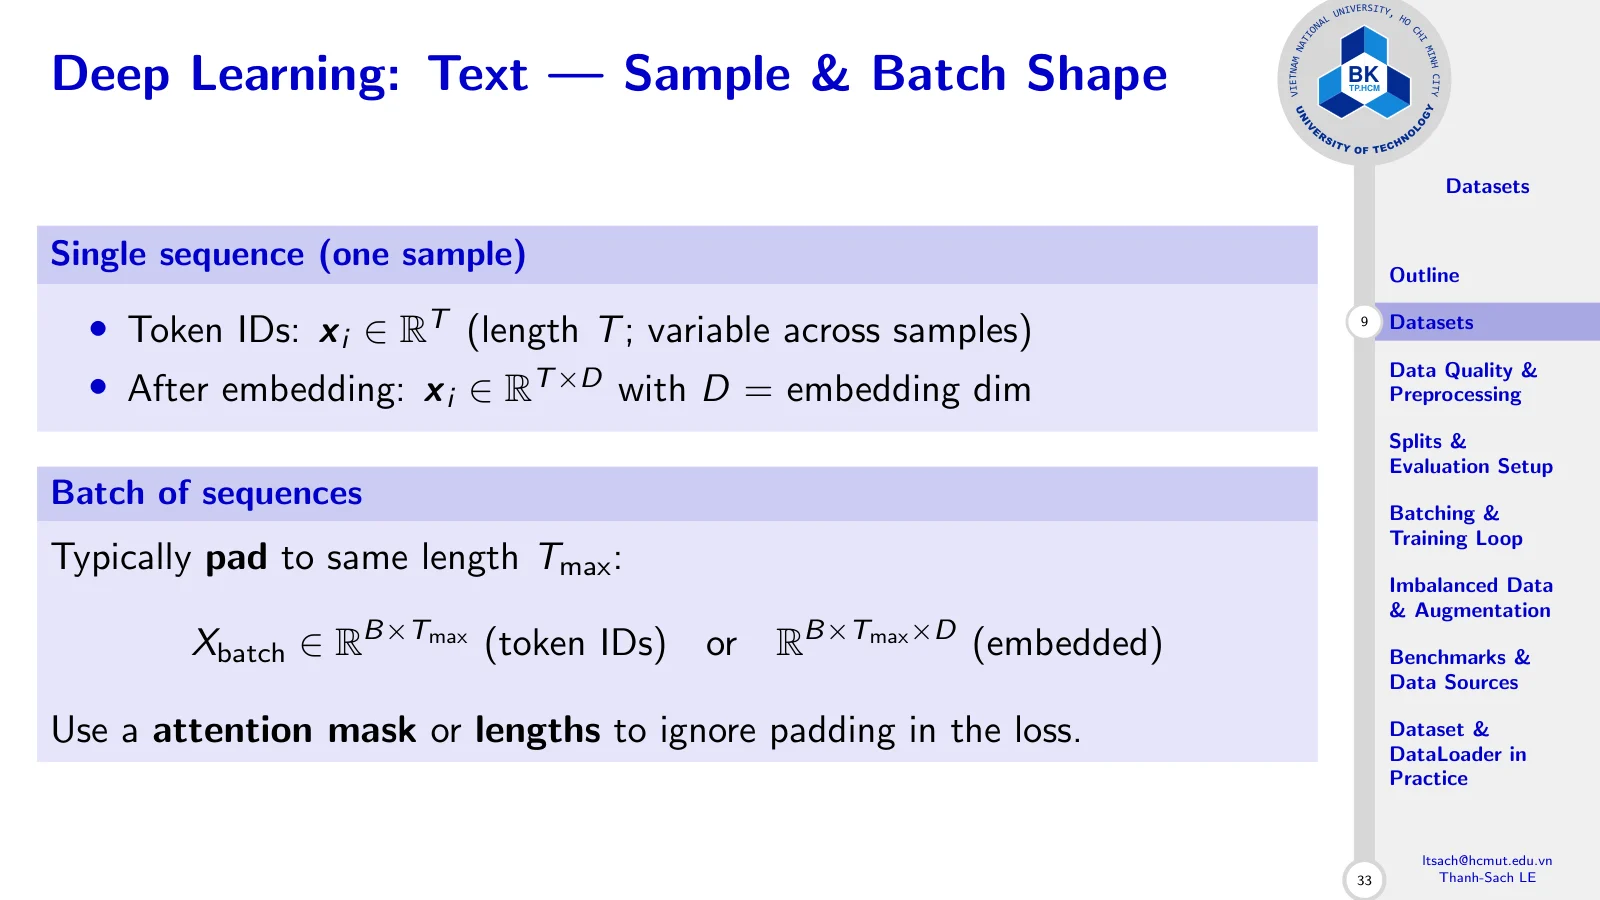 Deep Learning: Text — Sample & Batch Shape
Single sequence (one sample)
• Token IDs: xᵢ ∈ ℝ^T (length T; variable across samples)
• After embedding: xᵢ ∈ ℝ^{T×D} with D = embedding dim
Batch of sequences
Typically pad to same length T_max:
X_batch ∈ ℝ^{B×T_max} (token IDs) or ℝ^{B×T_max×D} (embedded)
Use a attention mask or lengths to ignore padding in the loss.
VIETNAM NATIONAL UNIVERSITY, HO CHI MINH CITY
BK
TP.HCM
UNIVERSITY OF TECHNOLOGY
Datasets
Outline
9
Datasets
Data Quality &
Preprocessing
Splits &
Evaluation Setup
Batching &
Training Loop
Imbalanced Data
& Augmentation
Benchmarks &
Data Sources
Dataset &
DataLoader in
Practice
33
ltsach@hcmut.edu.vn
Thanh-Sach LE